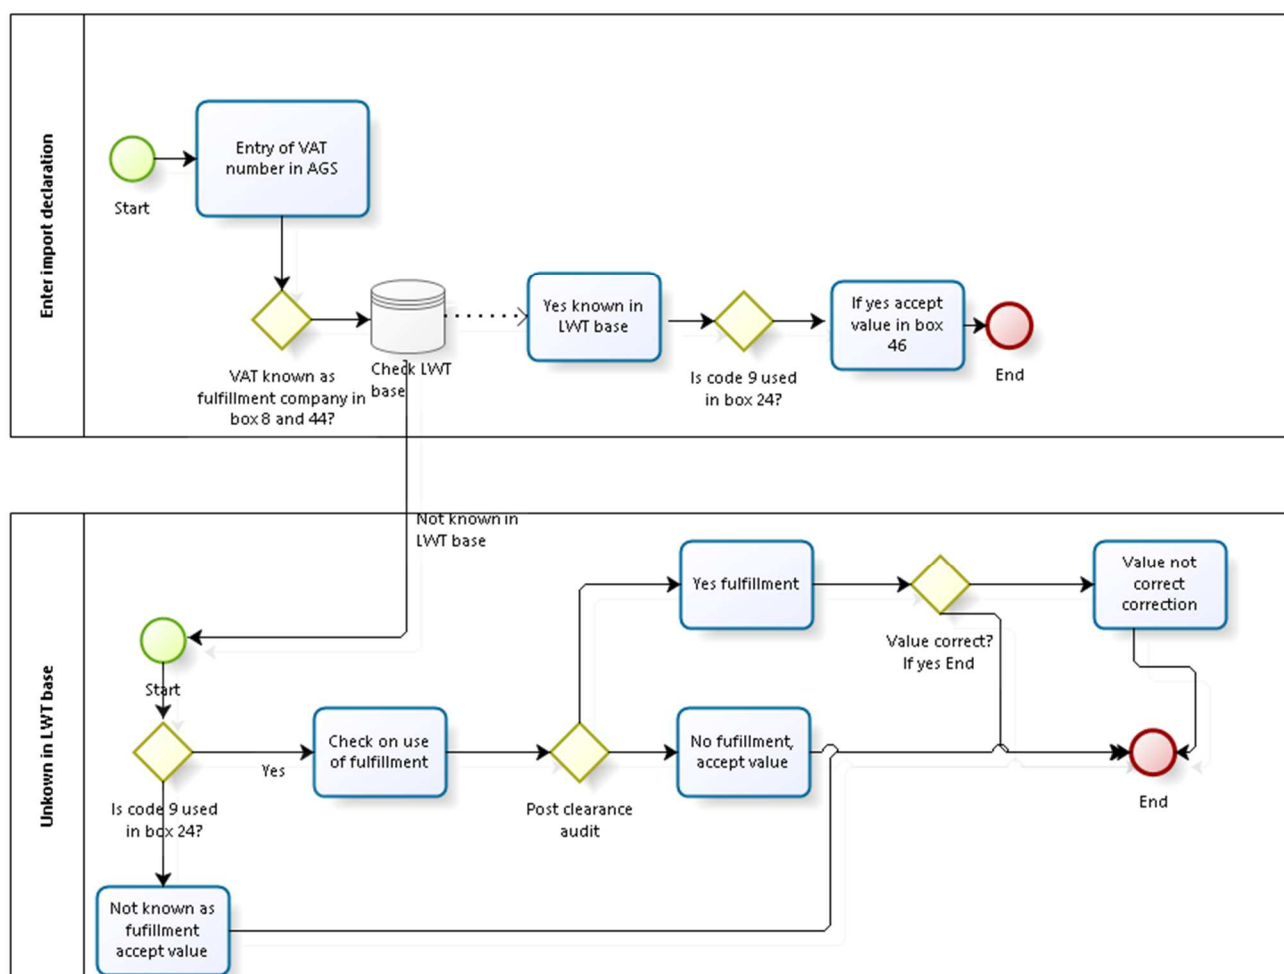 Enter import declaration
Entry of VAT
number in AGS
Start
VAT known as
fulfillment company in
box 8 and 44?
Check LWT
base
Yes known in
LWT base
Is code 9 used
in box 24?
If yes accept
value in box
46
End
Unkown in LWT base
Not known in
LWT base
Start
Is code 9 used
in box 24?
Yes
Check on use
of fulfillment
Post clearance
audit
Yes fulfillment
No fufillment,
accept value
Value correct?
If yes End
Value not
correct
correction
End
Not known as
fufillment
accept value